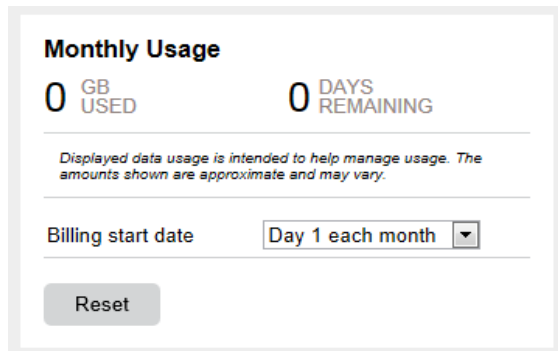 Monthly Usage
0 GB USED 0 DAYS REMAINING
Displayed data usage is intended to help manage usage. The
amounts shown are approximate and may vary.
Billing start date Day 1 each month
Reset